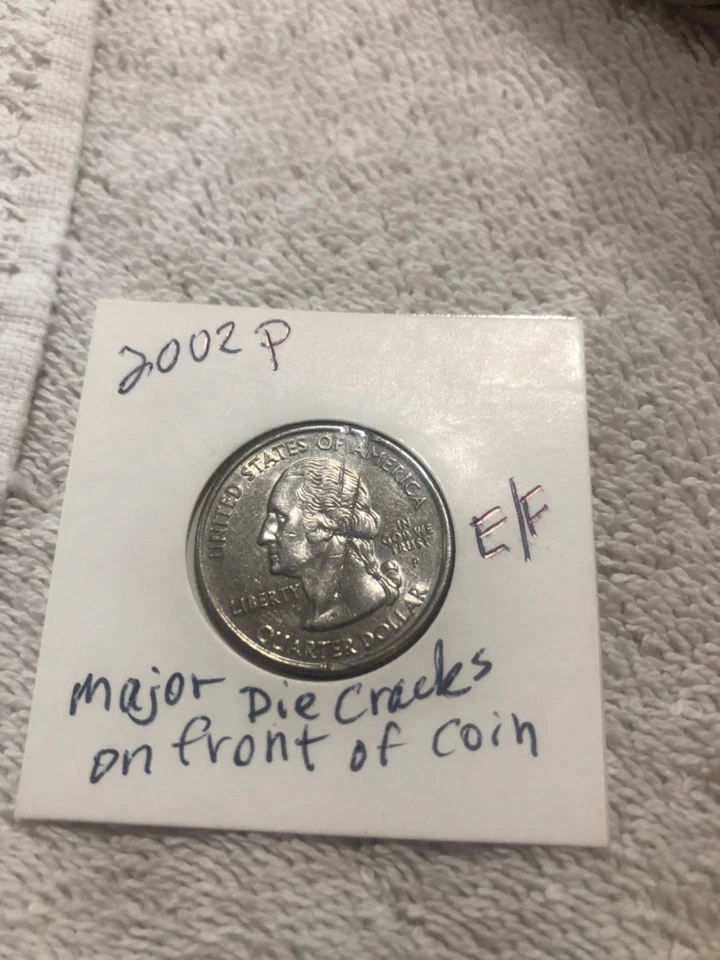 2002 P
UNITED STATES OF AMERICA
IN
GOD WE
TRUST
P
LIBERTY
QUARTER DOLLAR
E/F
Major Die Cracks
on front of coin